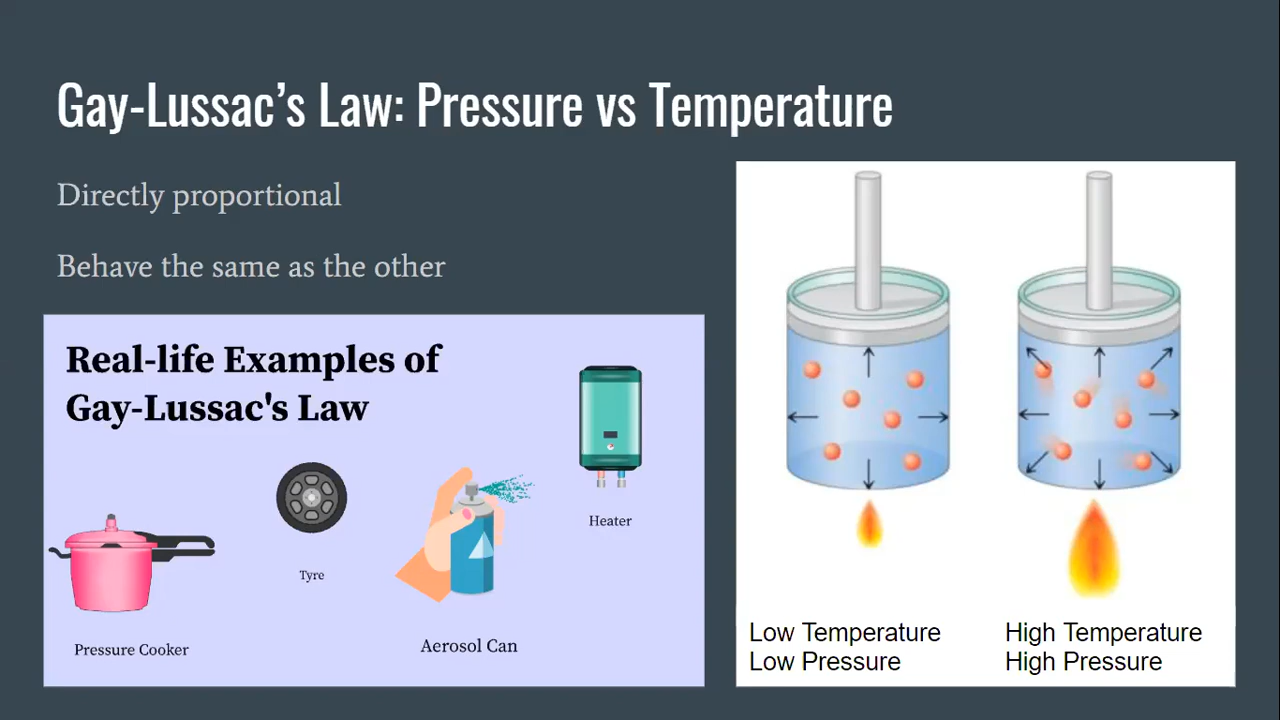 Gay-Lussac’s Law: Pressure vs Temperature
Directly proportional
Behave the same as the other
Real-life Examples of
Gay-Lussac's Law
Heater
Tyre
Aerosol Can
Pressure Cooker
Low Temperature
Low Pressure
High Temperature
High Pressure